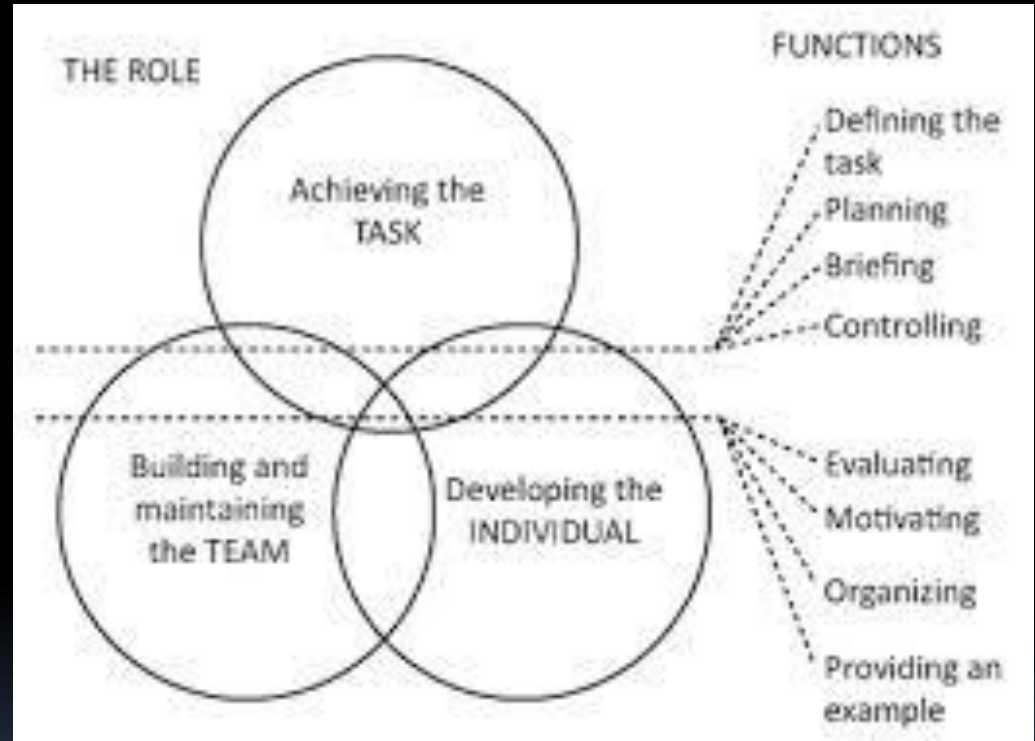 THE ROLE
Achieving the
TASK
Building and
maintaining
the TEAM
Developing the
INDIVIDUAL
FUNCTIONS
Defining the
task
Planning
Briefing
Controlling
Evaluating
Motivating
Organizing
Providing an
example